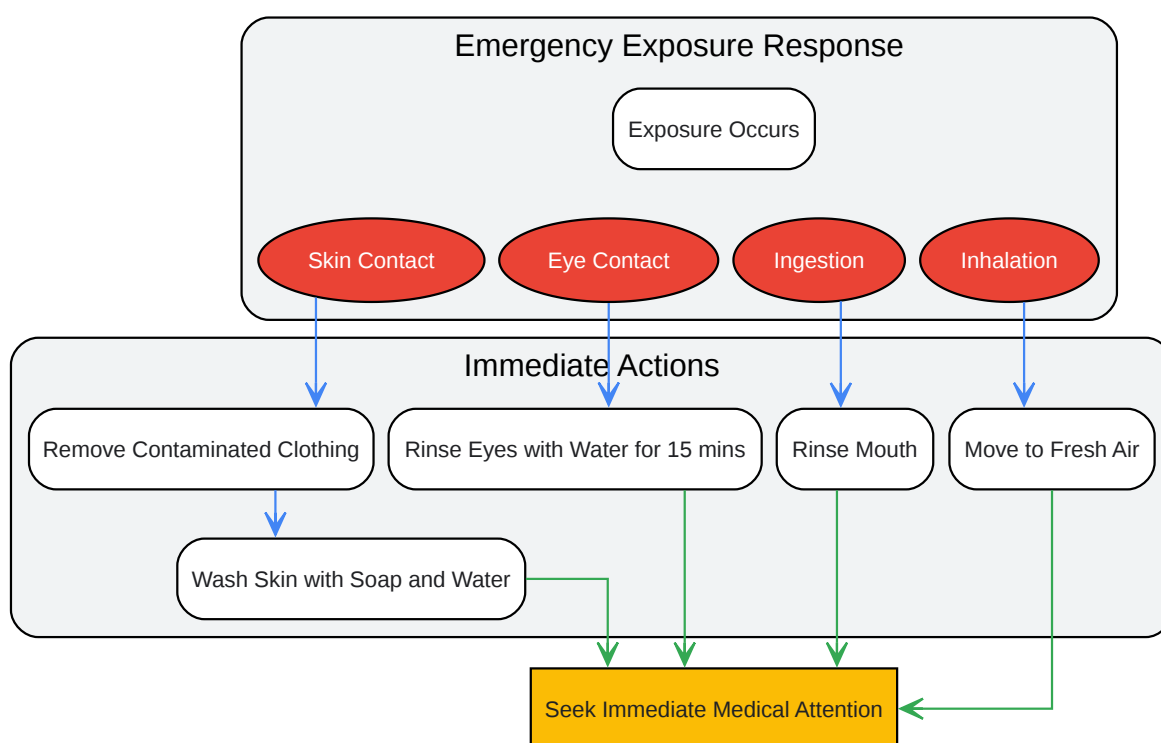 Emergency Exposure Response
Exposure Occurs
Skin Contact
Eye Contact
Ingestion
Inhalation
Immediate Actions
Remove Contaminated Clothing
Rinse Eyes with Water for 15 mins
Rinse Mouth
Move to Fresh Air
Wash Skin with Soap and Water
Seek Immediate Medical Attention